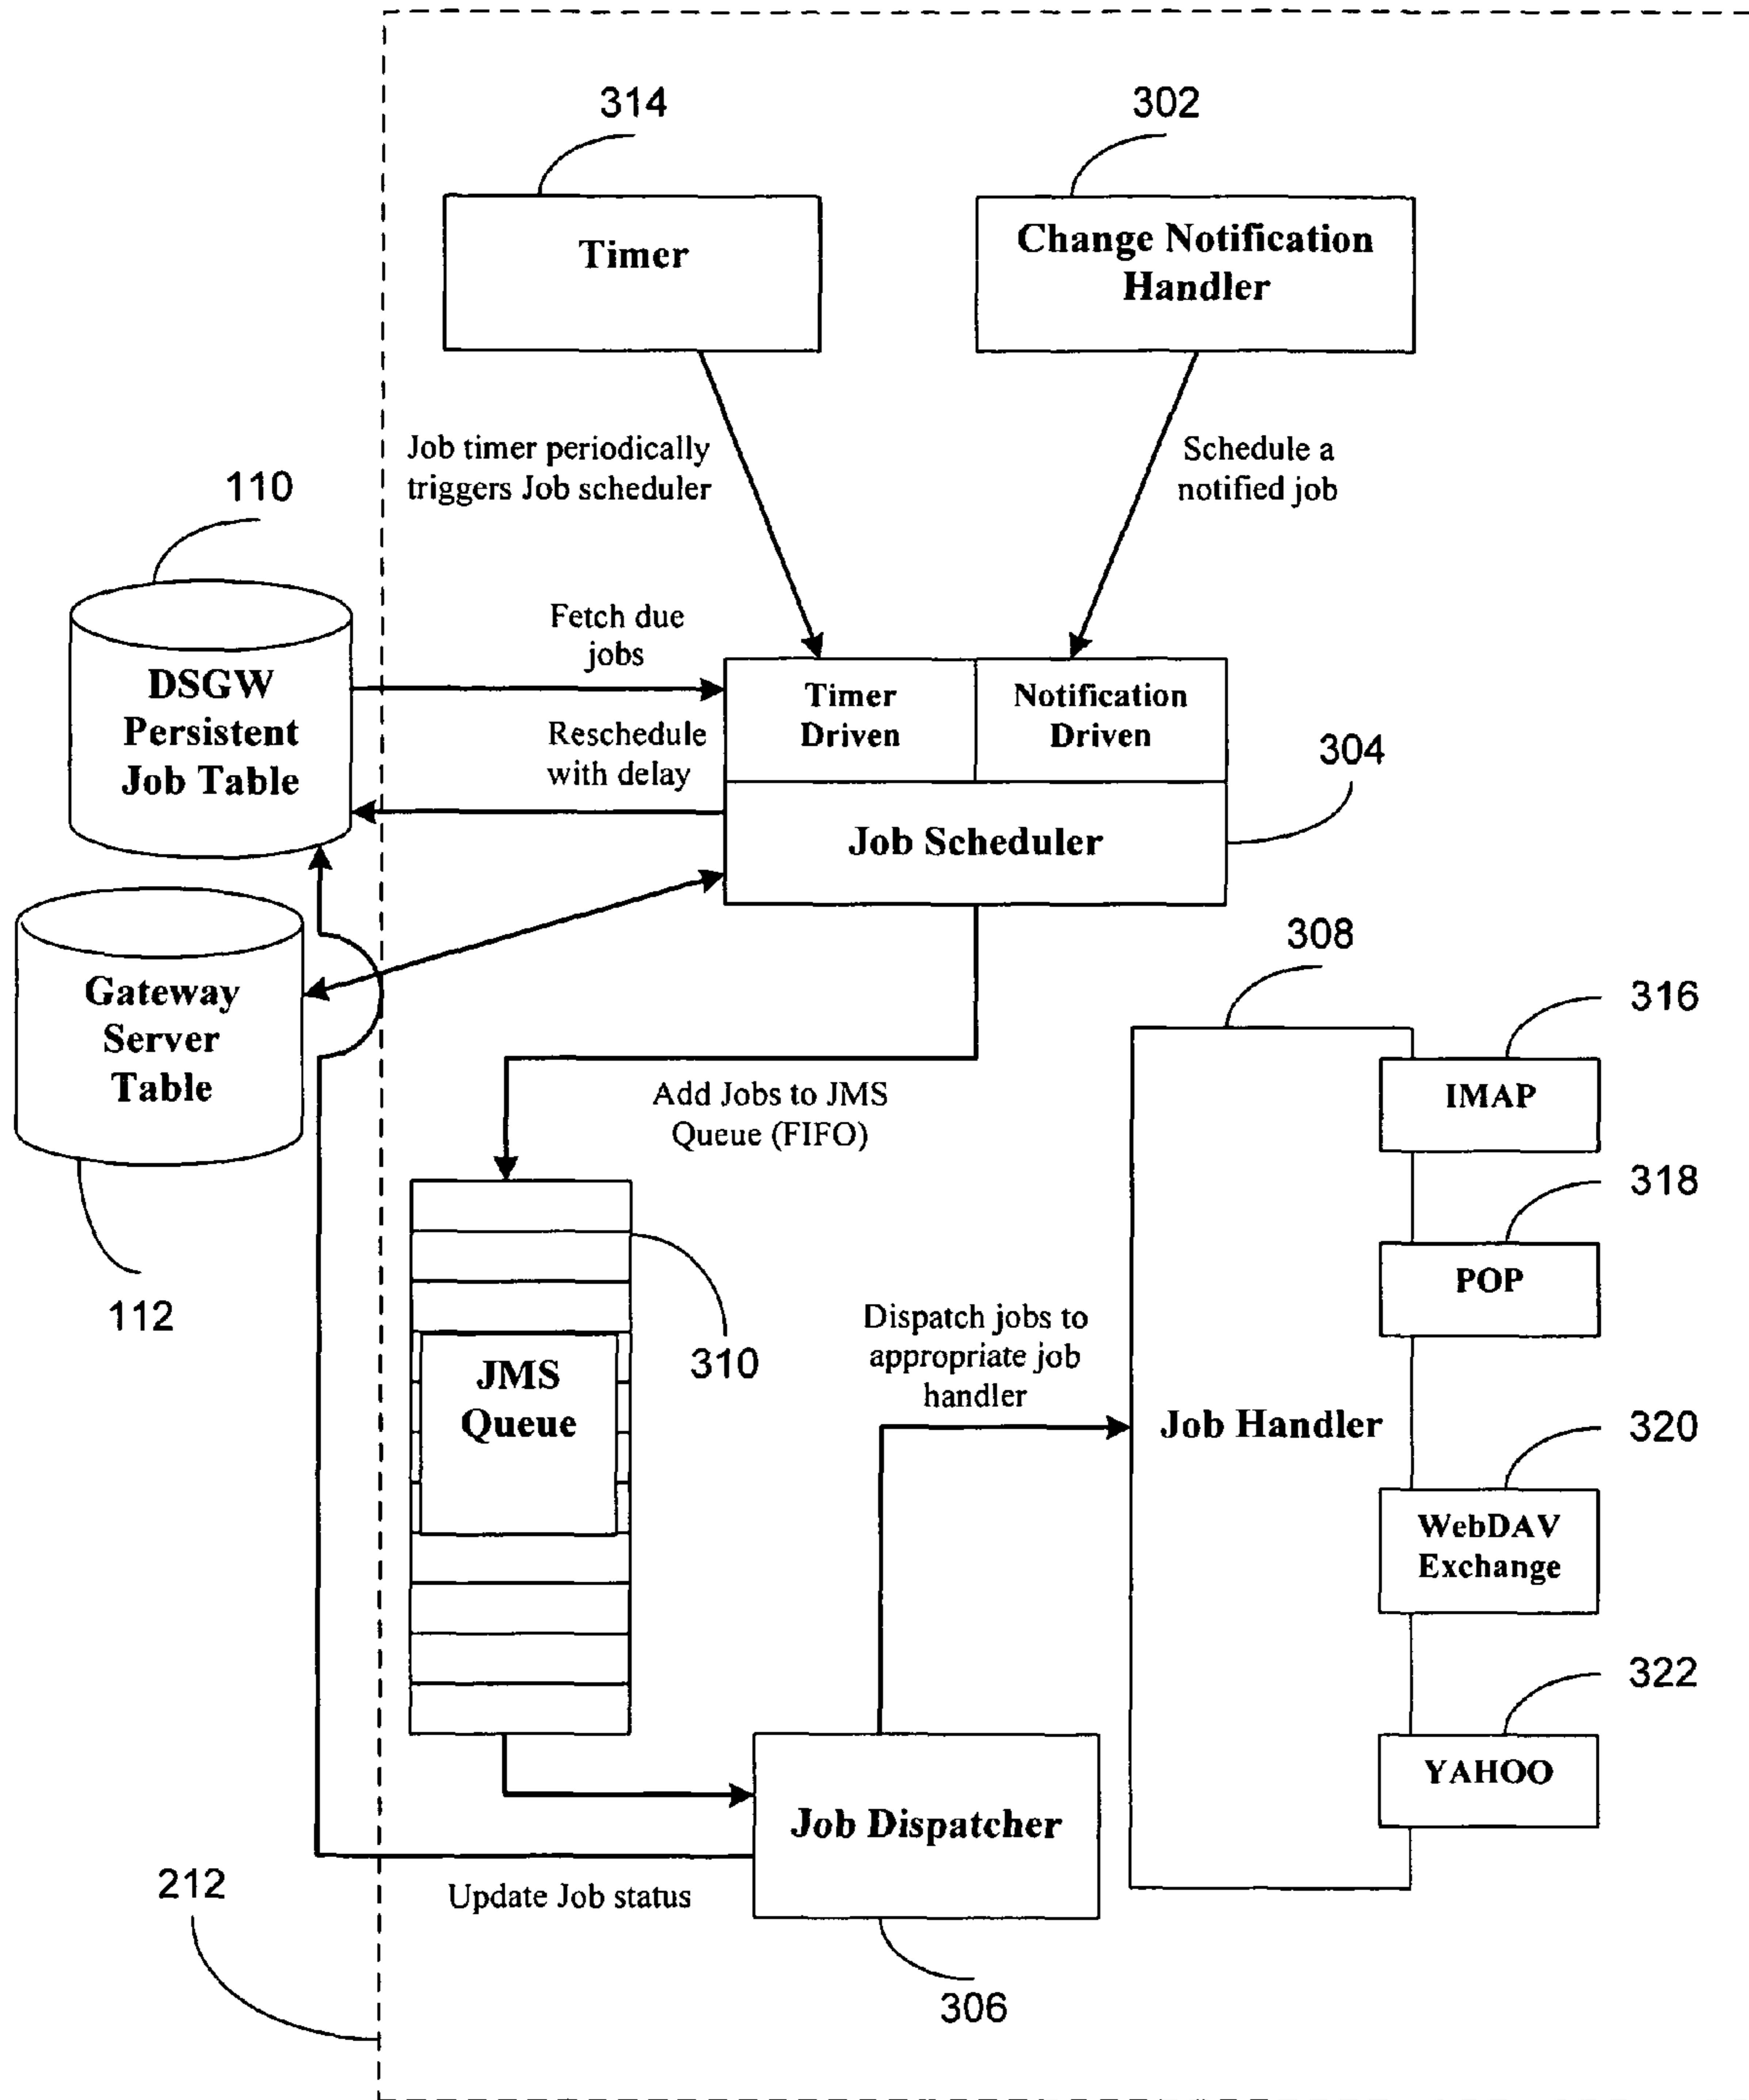 314
302
Timer
Change Notification
Handler
Job timer periodically
triggers Job scheduler
Schedule a
notified job
110
Fetch due
jobs
DSGW
Persistent
Job Table
Timer
Driven
Notification
Driven
Reschedule
with delay
304
Job Scheduler
308
Gateway
Server
Table
316
IMAP
Add Jobs to JMS
Queue (FIFO)
318
POP
112
310
Dispatch jobs to
appropriate job
handler
JMS
Queue
Job Handler
320
WebDAV
Exchange
322
YAHOO
Job Dispatcher
212
Update Job status
306